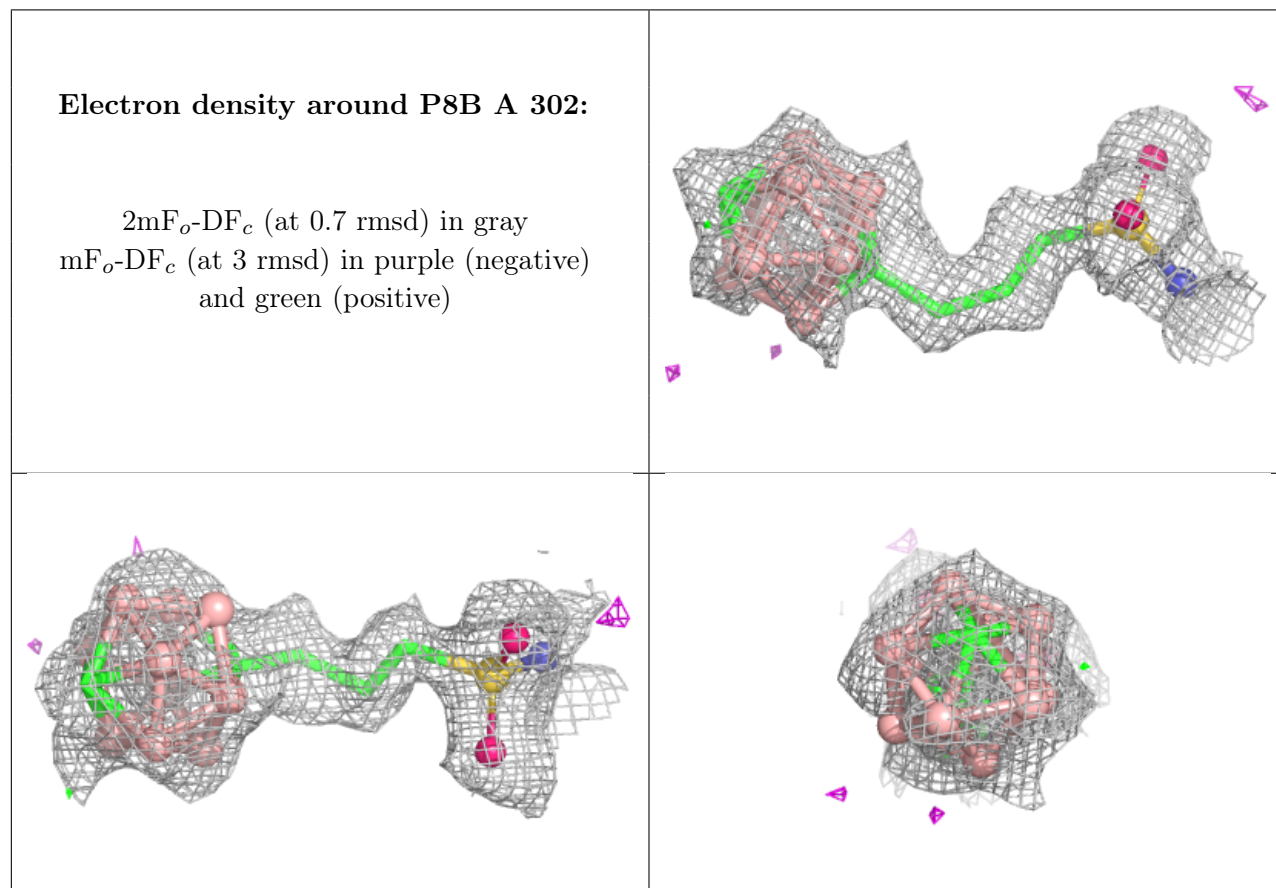 Electron density around P8B A 302:
2mFo-DFc (at 0.7 rmsd) in gray
mFo-DFc (at 3 rmsd) in purple (negative)
and green (positive)